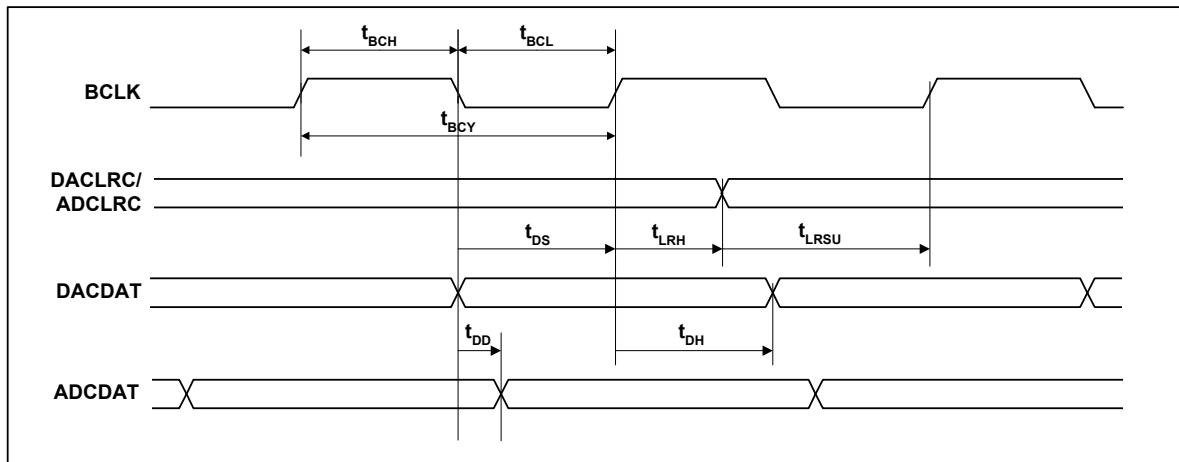 tBCH
tBCL
BCLK
tBCY
DACLRC/
ADCLRC
tDS
tLRH
tLRSU
DACDAT
tDD
tDH
ADCDAT